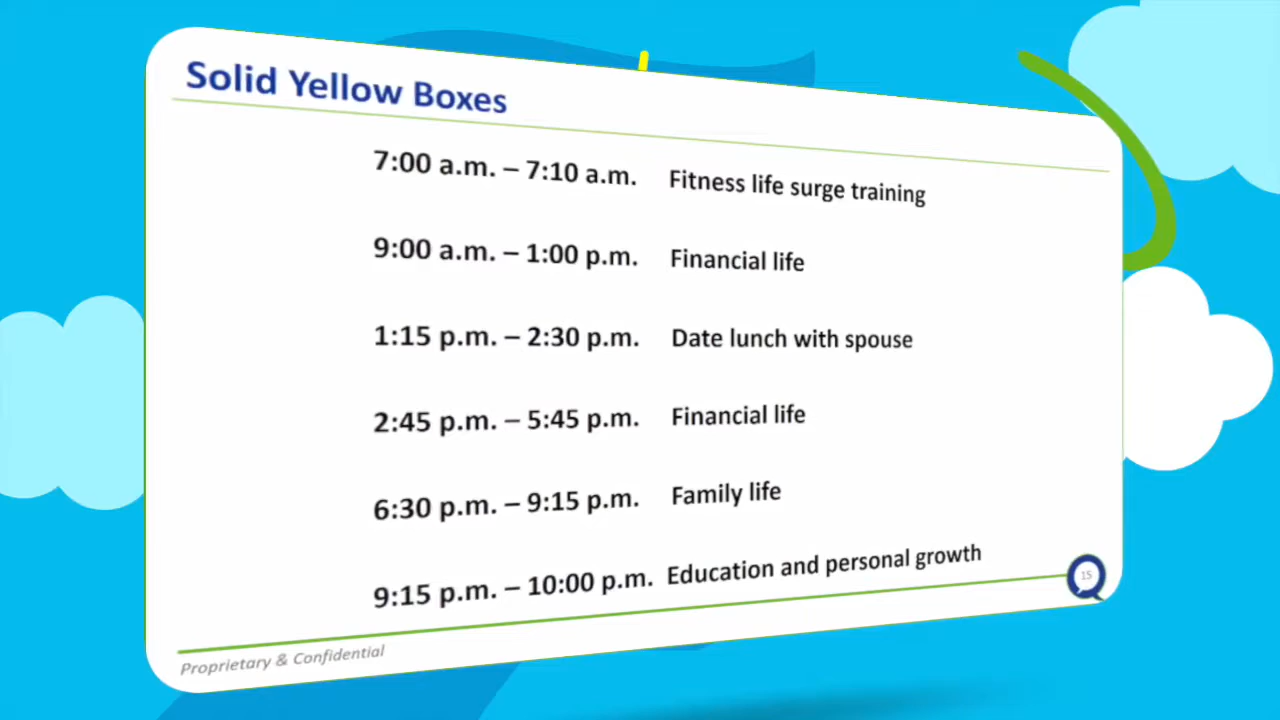 Solid Yellow Boxes
7:00 a.m. – 7:10 a.m. Fitness life surge training
9:00 a.m. – 1:00 p.m. Financial life
1:15 p.m. – 2:30 p.m. Date lunch with spouse
2:45 p.m. – 5:45 p.m. Financial life
6:30 p.m. – 9:15 p.m. Family life
9:15 p.m. – 10:00 p.m. Education and personal growth
15
Proprietary & Confidential